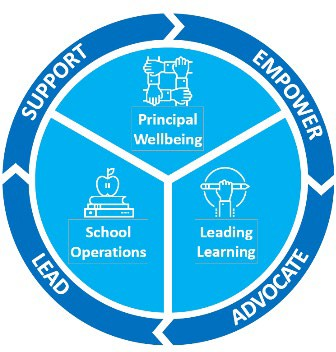 SUPPORT
EMPOWER
Principal
Wellbeing
School
Operations
Leading
Learning
LEAD
ADVOCATE